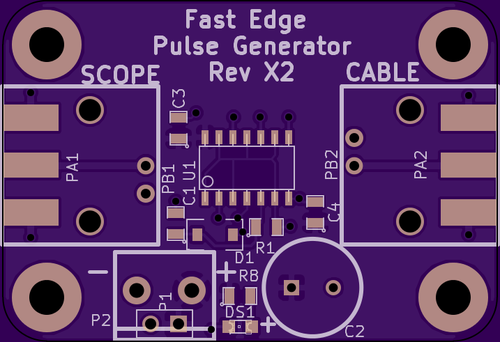 Fast Edge
Pulse Generator
Rev X2
SCOPE
CABLE
C3
PA1
PB1
C1
U1
PB2
PA2
C4
R1
D1
RB
− +
P1
P2
DS1
+
C2